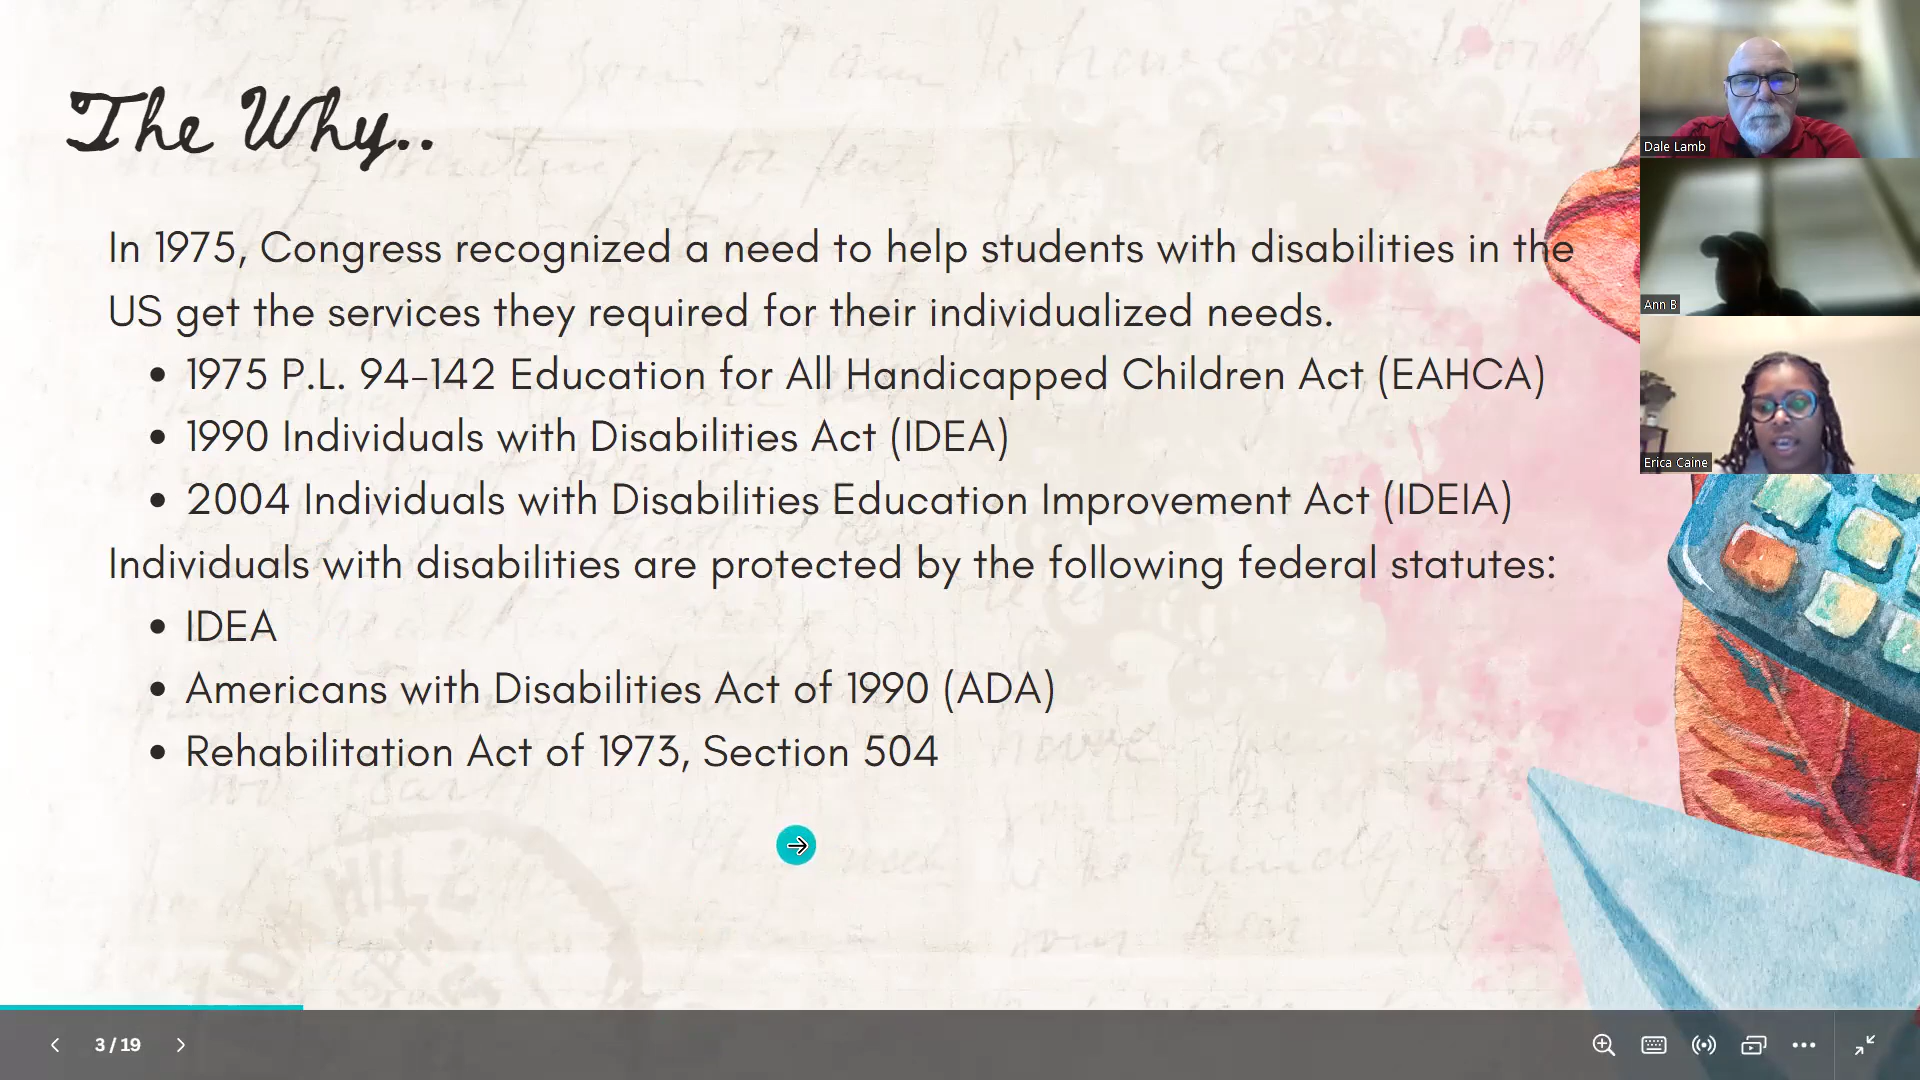 The Why..
In 1975, Congress recognized a need to help students with disabilities in the
US get the services they required for their individualized needs.
• 1975 P.L. 94-142 Education for All Handicapped Children Act (EAHCA)
• 1990 Individuals with Disabilities Act (IDEA)
• 2004 Individuals with Disabilities Education Improvement Act (IDEIA)
Individuals with disabilities are protected by the following federal statutes:
• IDEA
• Americans with Disabilities Act of 1990 (ADA)
• Rehabilitation Act of 1973, Section 504
Dale Lamb
Ann B
Erica Caine
3 / 19